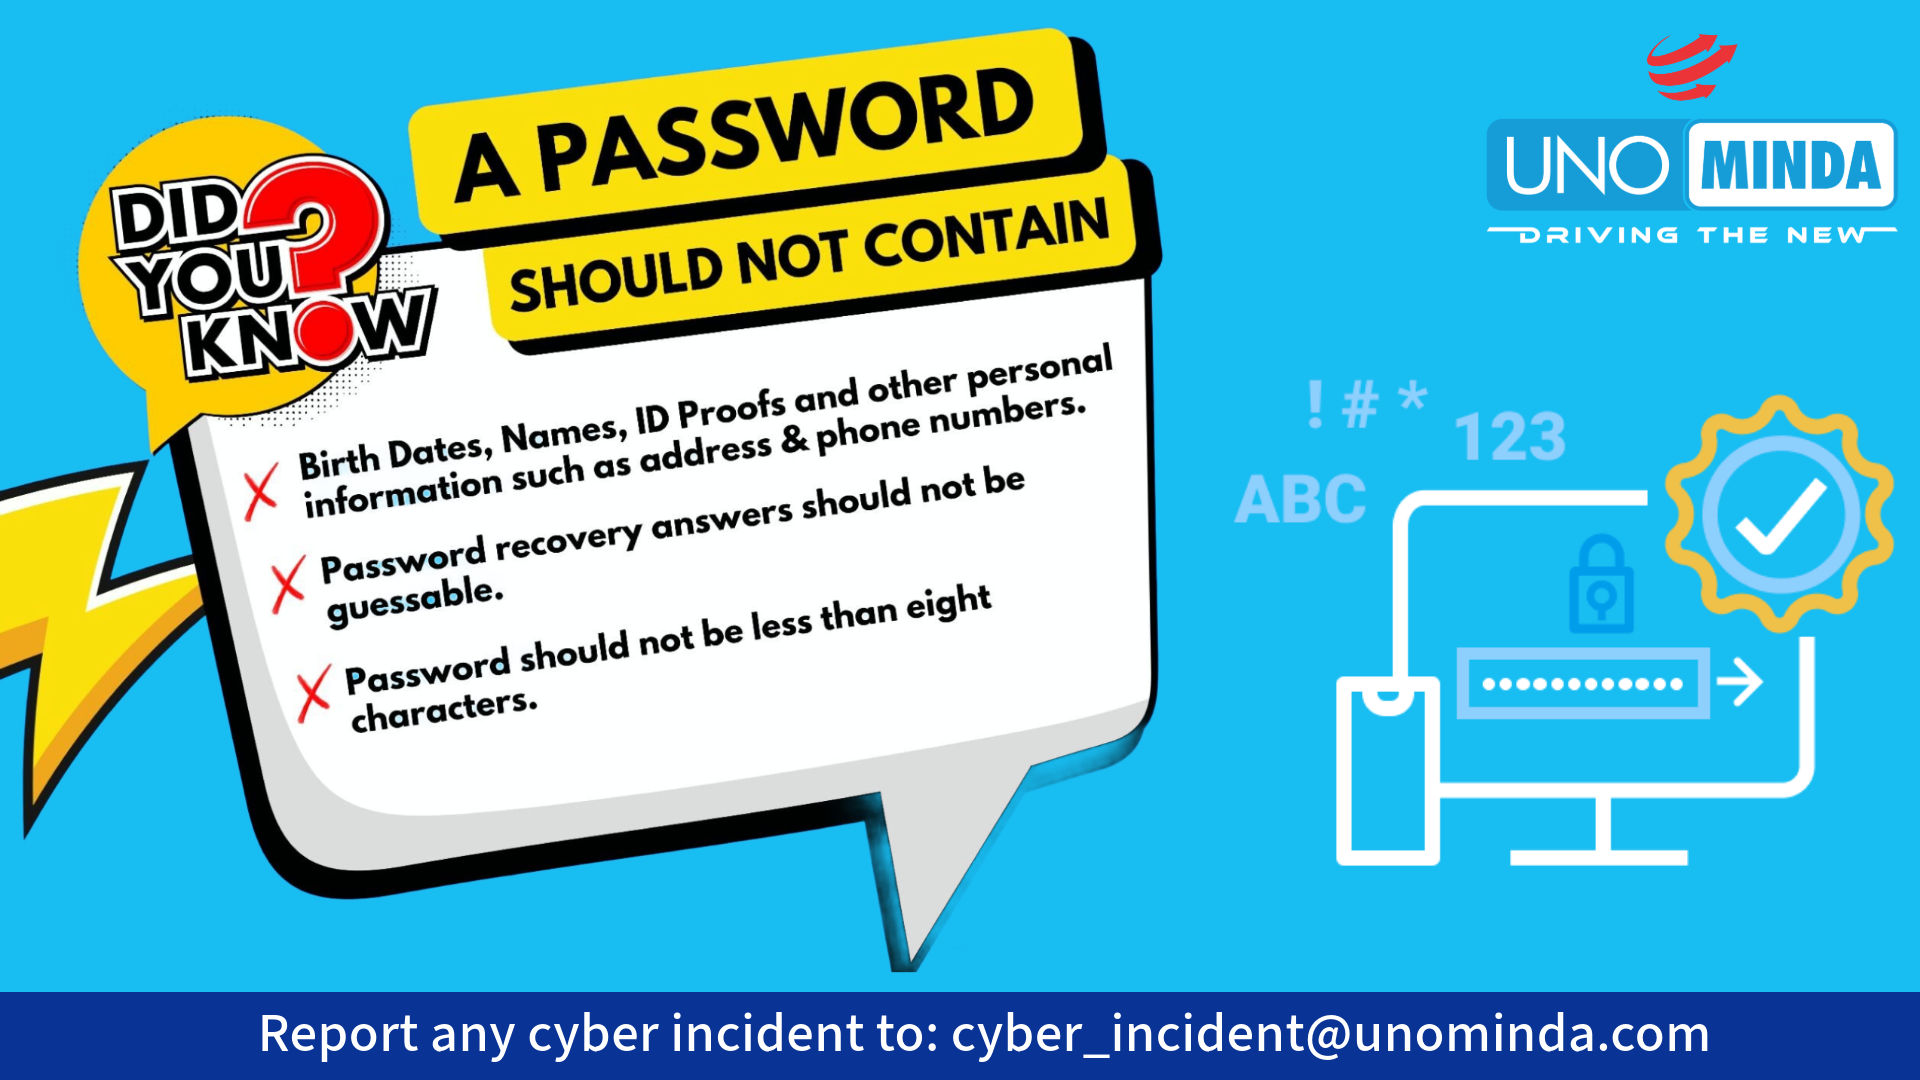 DID
YOU
KNOW
?
A PASSWORD
SHOULD NOT CONTAIN
Birth Dates, Names, ID Proofs and other personal
information such as address & phone numbers.
Password recovery answers should not be
guessable.
Password should not be less than eight
characters.
UNO MINDA
DRIVING THE NEW
! # *
123
ABC
Report any cyber incident to: cyber_incident@unominda.com